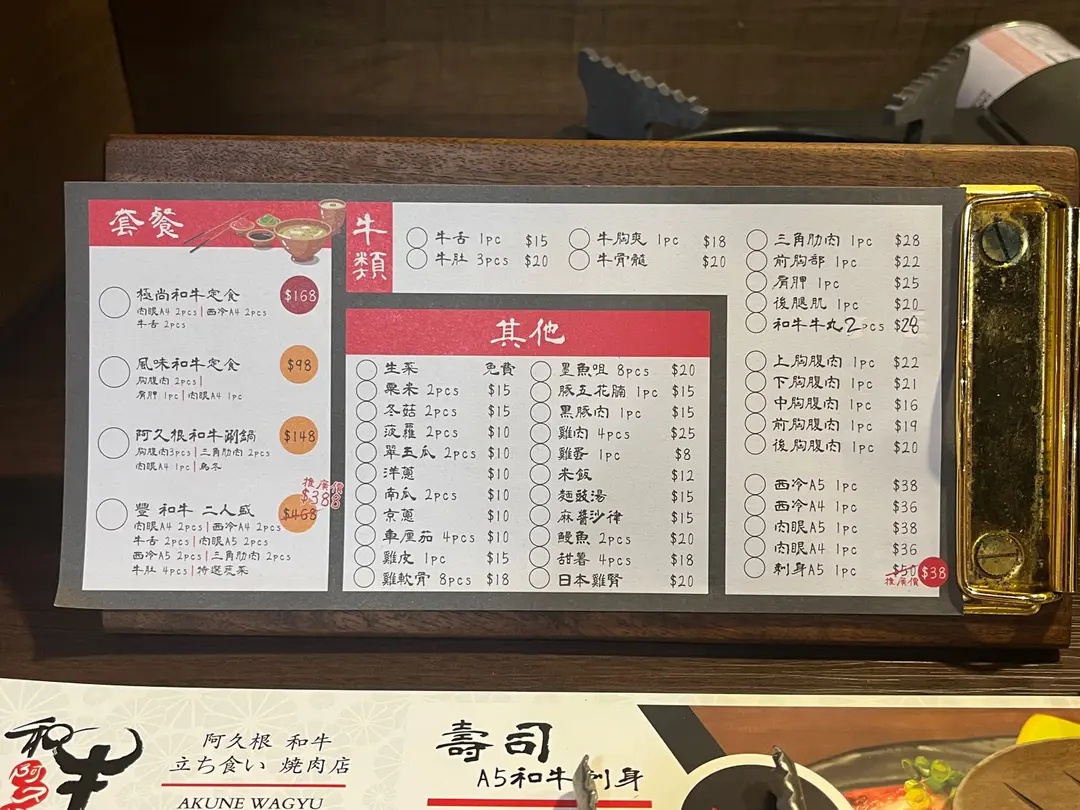 套餐
極尚和牛定食 $168
肉眼A4 2pcs | 西冷A4 2pcs
牛舌 2pcs
風味和牛定食 $98
胸腹肉 2pcs |
肩胛 1pc | 肉眼A4 1pc
阿久根和牛涮鍋 $148
胸腹肉3pcs | 三角肋肉 2pcs
肉眼A4 1pc | 烏冬
推廣價
$388
豐 和牛 二人盛 $468
肉眼A4 2pcs | 西冷A4 2pcs
牛舌 2pcs | 肉眼A5 2pcs
西冷A5 2pcs | 三角肋肉 2pcs
牛肚 4pcs | 特選蔬菜
牛類
牛舌 1pc $15
牛肚 3pcs $20
牛胸爽 1pc $18
牛骨髓 $20
三角肋肉 1pc $28
前胸部 1pc $22
肩胛 1pc $25
後腿肌 1pc $20
和牛牛丸 2pcs $28
上胸腹肉 1pc $22
下胸腹肉 1pc $21
中胸腹肉 1pc $16
前胸腹肉 1pc $19
後胸腹肉 1pc $20
西冷A5 1pc $38
西冷A4 1pc $36
肉眼A5 1pc $38
肉眼A4 1pc $36
刺身A5 1pc $50 $38
推廣價
其他
生菜 免費
粟米 2pcs $15
冬菇 2pcs $15
菠蘿 2pcs $10
翠玉瓜 2pcs $10
洋蔥 $10
南瓜 2pcs $10
京蔥 $10
車厘茄 4pcs $10
雞皮 1pc $15
雞軟骨 8pcs $18
墨魚咀 8pcs $20
豚五花腩 1pc $15
黑豚肉 1pc $15
雞肉 4pcs $25
雞蛋 1pc $8
米飯 $12
麵豉湯 $15
麻醬沙律 $15
鰻魚 2pcs $20
甜薯 4pcs $18
日本雞腎 $20
和牛
阿久根 和牛
立ち食い 焼肉店
AKUNE WAGYU
壽司
A5和牛刺身